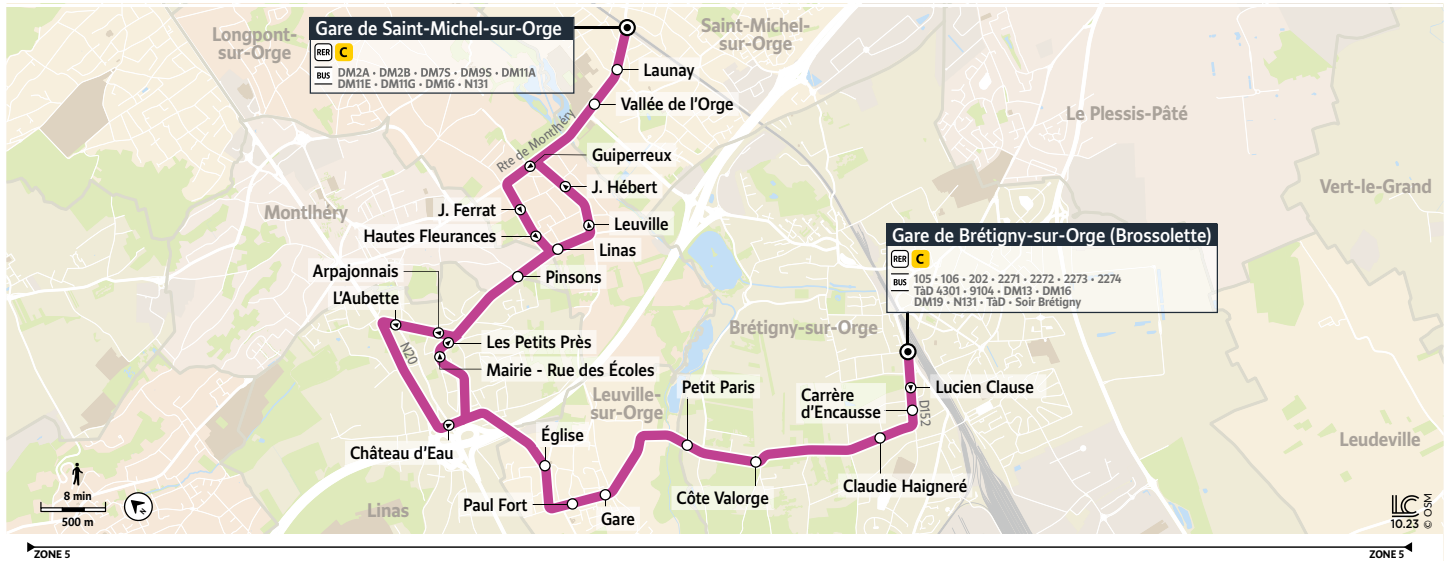 Gare de Saint-Michel-sur-Orge
RER C
BUS DM2A • DM2B • DM7S • DM9S • DM11A
DM11E • DM11G • DM16 • N131
Longpont-
sur-Orge
Saint-Michel-
sur-Orge
Launay
Vallée de l'Orge
Le Plessis-Pâté
Rte de Montlhéry
Guiperreux
J. Hébert
Vert-le-Grand
J. Ferrat
Montlhéry
Leuville
Hautes Fleurances
Linas
Gare de Brétigny-sur-Orge (Brossolette)
RER C
BUS 105 • 106 • 202 • 2271 • 2272 • 2273 • 2274
TàD 4301 • 9104 • DM13 • DM16
DM19 • N131 • TàD • Soir Brétigny
Arpajonnais
Pinsons
L'Aubette
Brétigny-sur-Orge
Les Petits Près
N20
Mairie - Rue des Écoles
Petit Paris
Lucien Clause
Leuville-
sur-Orge
Carrère
d'Encausse
D152
Église
Leudeville
Château d'Eau
8 min
500 m
N
Paul Fort
Gare
Côte Valorge
Claudie Haigneré
Linas
LC
10.23 © OSM
ZONE 5
ZONE 5